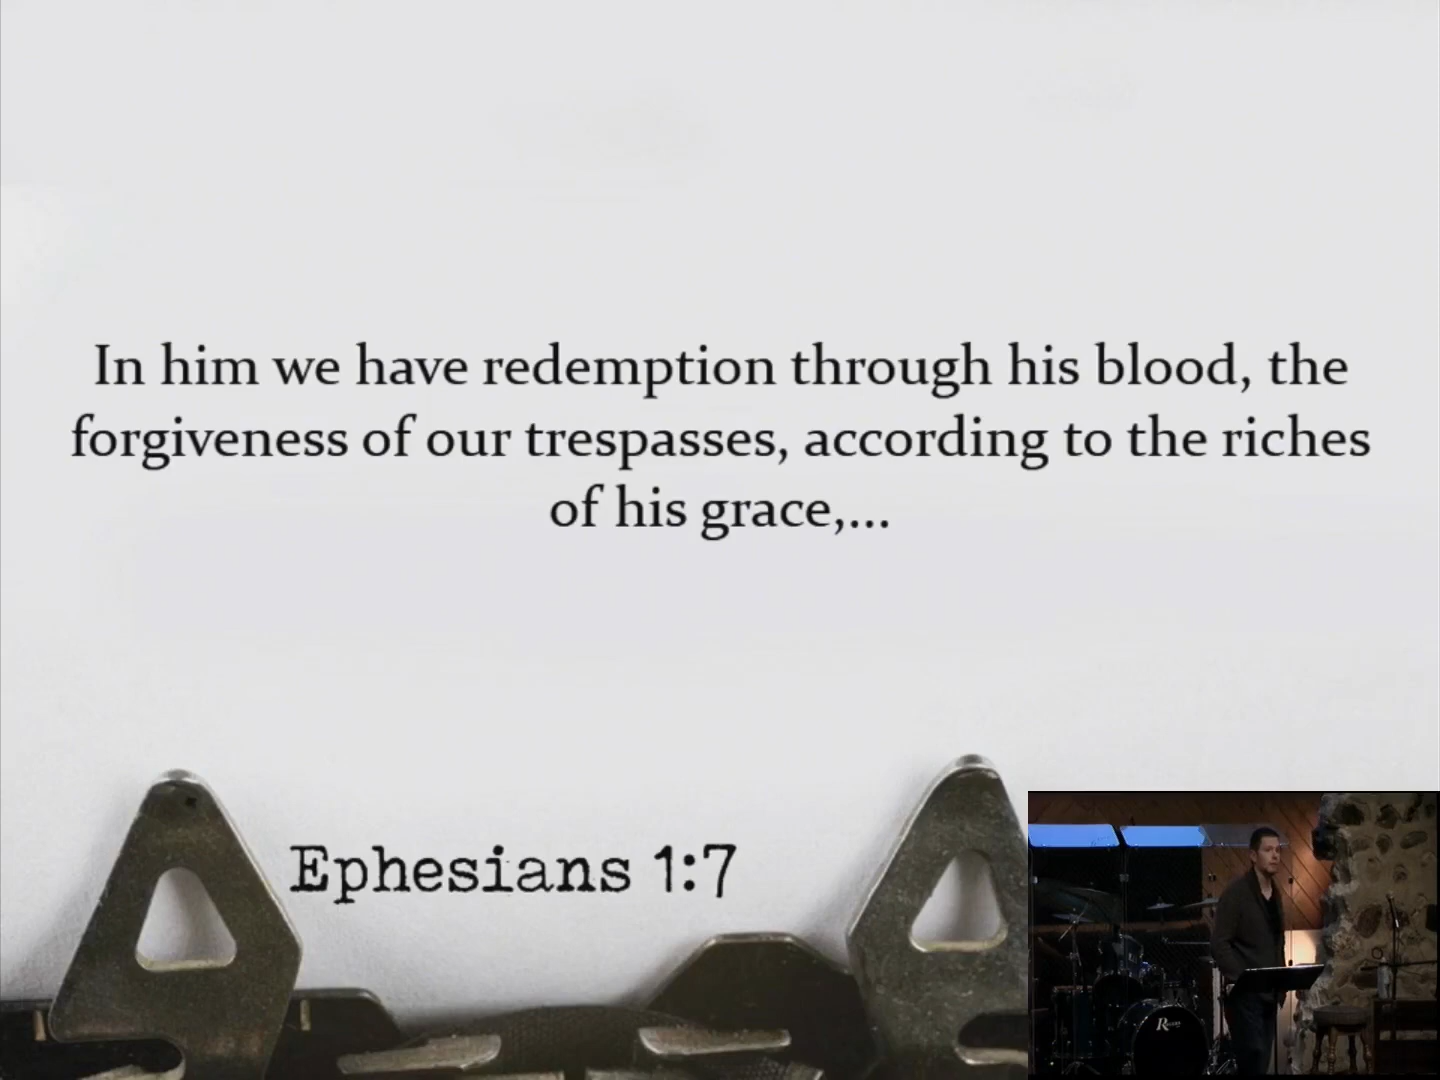 In him we have redemption through his blood, the
forgiveness of our trespasses, according to the riches
of his grace,...
Ephesians 1:7